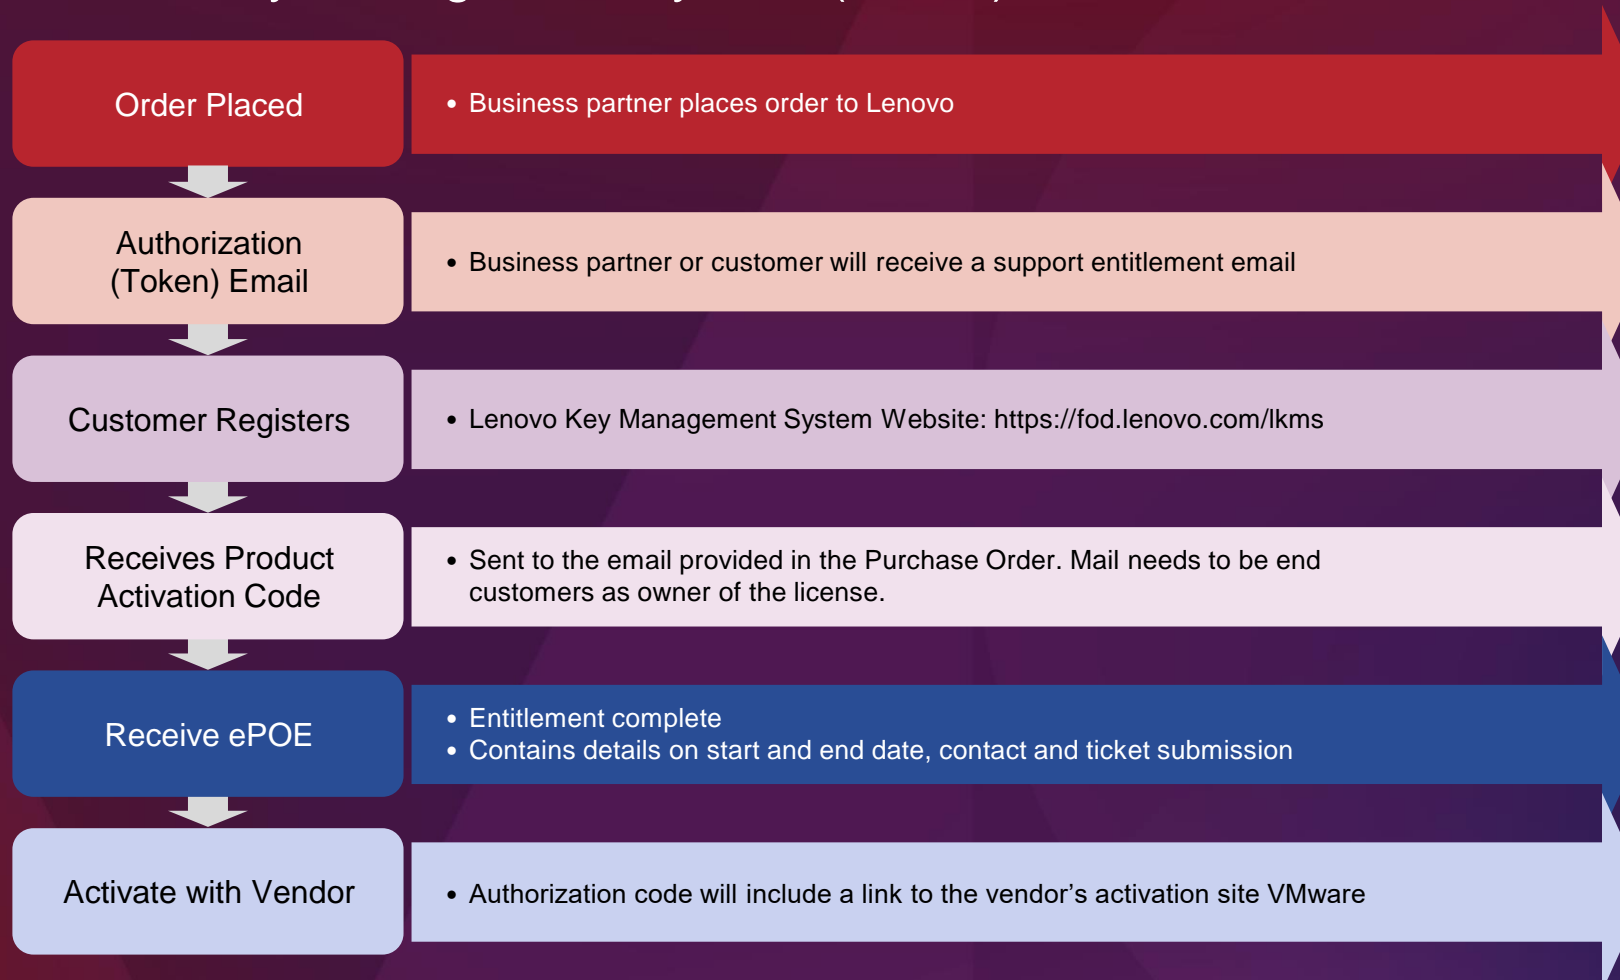 Order Placed
• Business partner places order to Lenovo
Authorization
(Token) Email
• Business partner or customer will receive a support entitlement email
Customer Registers
• Lenovo Key Management System Website: https://fod.lenovo.com/lkms
Receives Product
Activation Code
• Sent to the email provided in the Purchase Order. Mail needs to be end
customers as owner of the license.
Receive ePOE
• Entitlement complete
• Contains details on start and end date, contact and ticket submission
Activate with Vendor
• Authorization code will include a link to the vendor’s activation site VMware